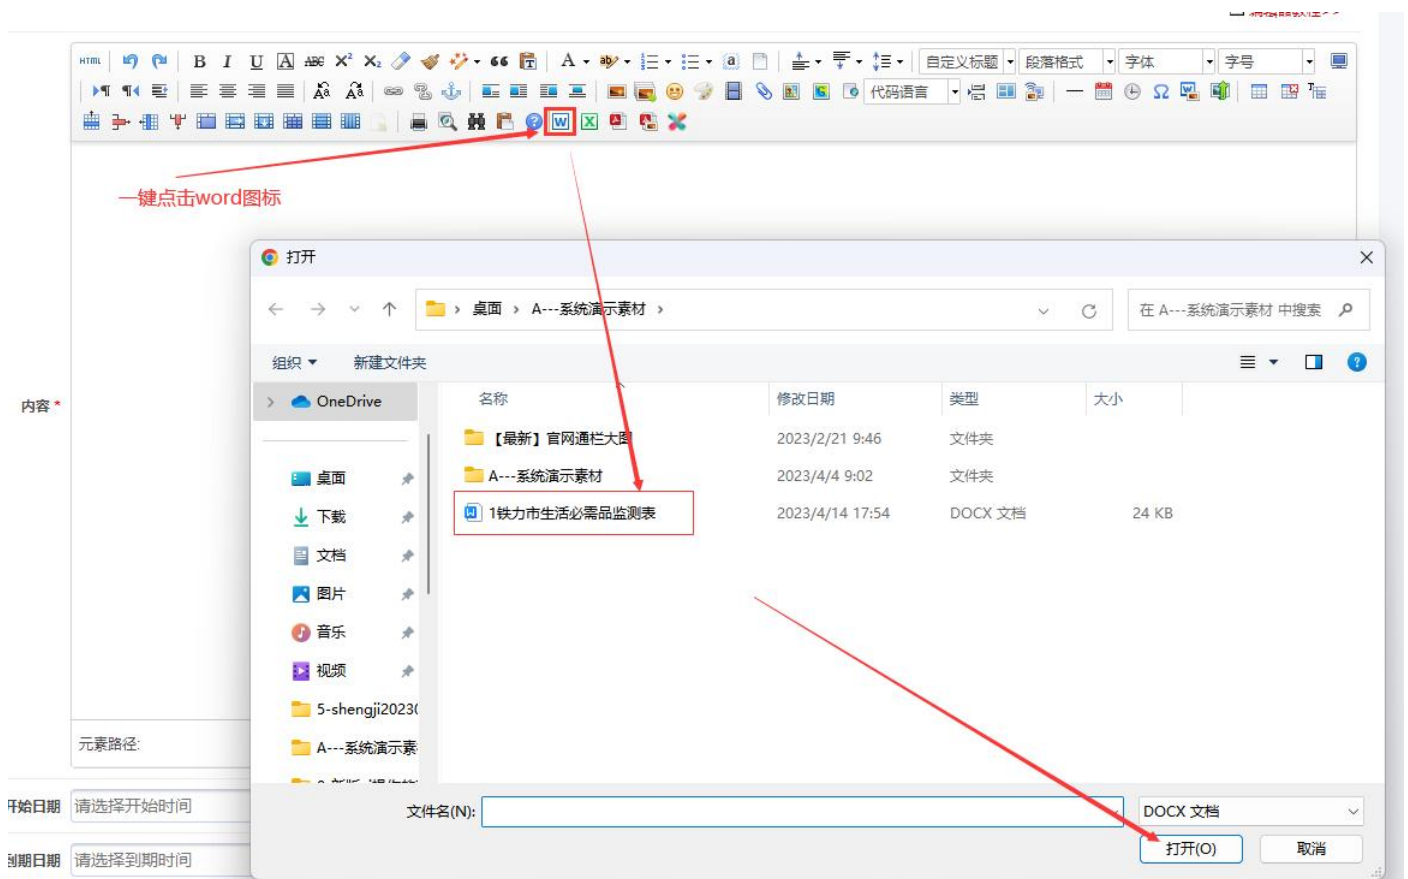 HTML B I U A ABC X² X₂ A 自定义标题 段落格式 字体 字号
代码语言
一键点击word图标
打开
桌面 › A---系统演示素材 ›
在 A---系统演示素材 中搜索
组织 新建文件夹
OneDrive
名称 修改日期 类型 大小
【最新】官网通栏大图 2023/2/21 9:46 文件夹
A---系统演示素材 2023/4/4 9:02 文件夹
1铁力市生活必需品监测表 2023/4/14 17:54 DOCX 文档 24 KB
内容 *
桌面
下载
文档
图片
音乐
视频
5-shengji2023
A---系统演示素
元素路径:
开始日期 请选择开始时间
文件名(N): DOCX 文档
打开(O) 取消
到期日期 请选择到期时间